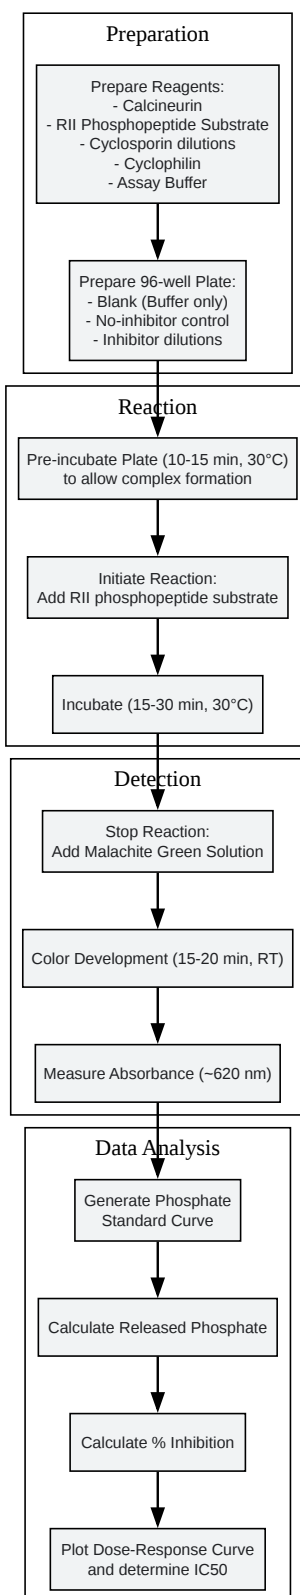 Preparation
Prepare Reagents:
- Calcineurin
- RII Phosphopeptide Substrate
- Cyclosporin dilutions
- Cyclophilin
- Assay Buffer
Prepare 96-well Plate:
- Blank (Buffer only)
- No-inhibitor control
- Inhibitor dilutions
Reaction
Pre-incubate Plate (10-15 min, 30°C)
to allow complex formation
Initiate Reaction:
Add RII phosphopeptide substrate
Incubate (15-30 min, 30°C)
Detection
Stop Reaction:
Add Malachite Green Solution
Color Development (15-20 min, RT)
Measure Absorbance (~620 nm)
Data Analysis
Generate Phosphate
Standard Curve
Calculate Released Phosphate
Calculate % Inhibition
Plot Dose-Response Curve
and determine IC50